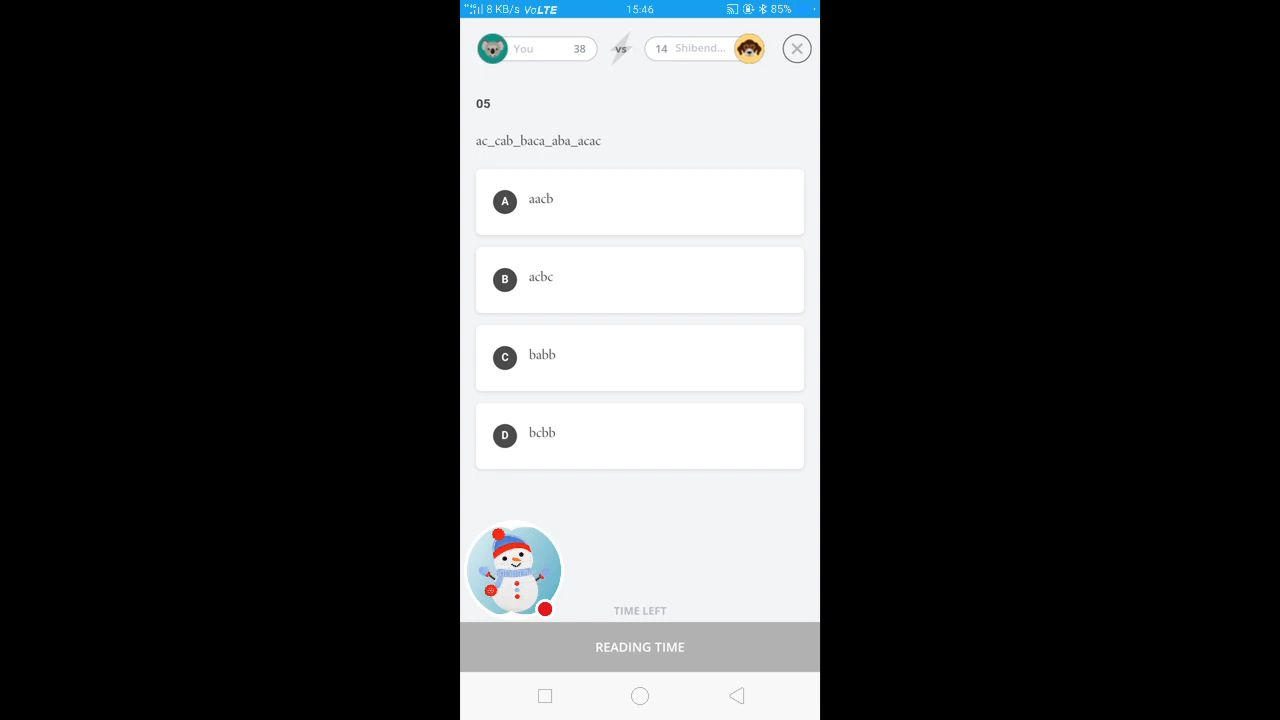 8 KB/s VoLTE 15:46 85%
You 38 vs 14 Shibend...
05
ac_cab_baca_aba_acac
A aacb
B acbc
C babb
D bcbb
TIME LEFT
READING TIME